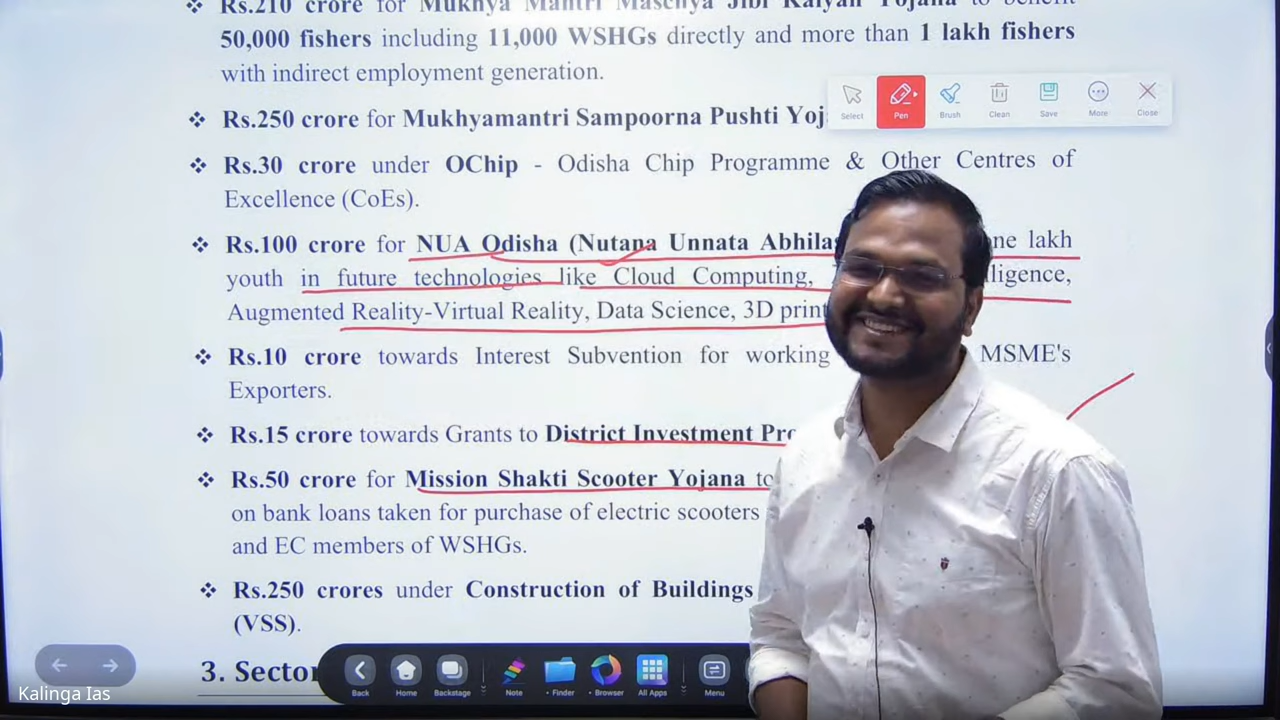 Rs.210 crore for Mukhya Mantri Maschya Jibi Kalyan Yojana to benefit
50,000 fishers including 11,000 WSHGs directly and more than 1 lakh fishers
with indirect employment generation.
Rs.250 crore for Mukhyamantri Sampoorna Pushti Yoj
Select
Pen
Brush
Clean
Save
More
Close
Rs.30 crore under OChip - Odisha Chip Programme & Other Centres of
Excellence (CoEs).
Rs.100 crore for NUA Odisha (Nutana Unnata Abhilas ne lakh
youth in future technologies like Cloud Computing, lligence,
Augmented Reality-Virtual Reality, Data Science, 3D print
Rs.10 crore towards Interest Subvention for working MSME's
Exporters.
Rs.15 crore towards Grants to District Investment Pro
Rs.50 crore for Mission Shakti Scooter Yojana to
on bank loans taken for purchase of electric scooters
and EC members of WSHGs.
Rs.250 crores under Construction of Buildings
(VSS).
3. Sector
Back
Home
Backstage
Note
Finder
Browser
All Apps
Menu
Kalinga Ias